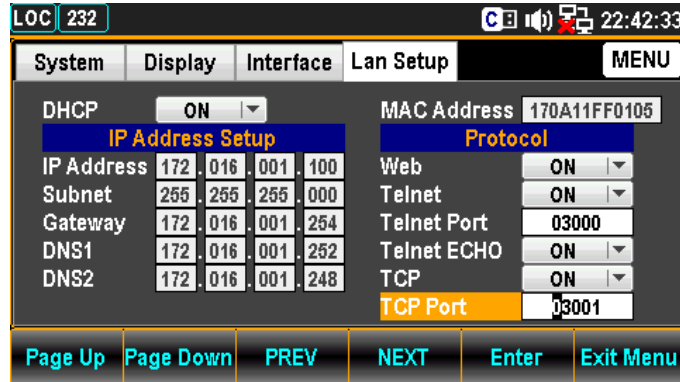 LOC 232 C 22:42:33
System Display Interface Lan Setup MENU
DHCP ON MAC Address 170A11FF0105
IP Address Setup Protocol
IP Address 172 . 016 . 001 . 100 Web ON
Subnet 255 . 255 . 255 . 000 Telnet ON
Gateway 172 . 016 . 001 . 254 Telnet Port 03000
DNS1 172 . 016 . 001 . 252 Telnet ECHO ON
DNS2 172 . 016 . 001 . 248 TCP ON
TCP Port 03001
Page Up Page Down PREV NEXT Enter Exit Menu